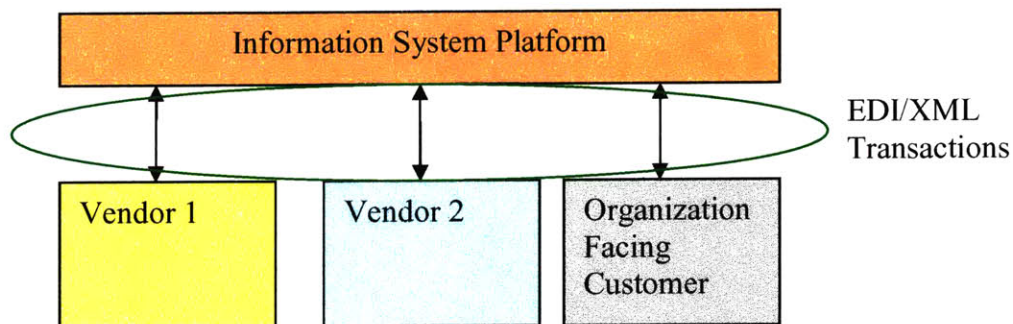 Information System Platform
EDI/XML
Transactions
Vendor 1
Vendor 2
Organization
Facing
Customer